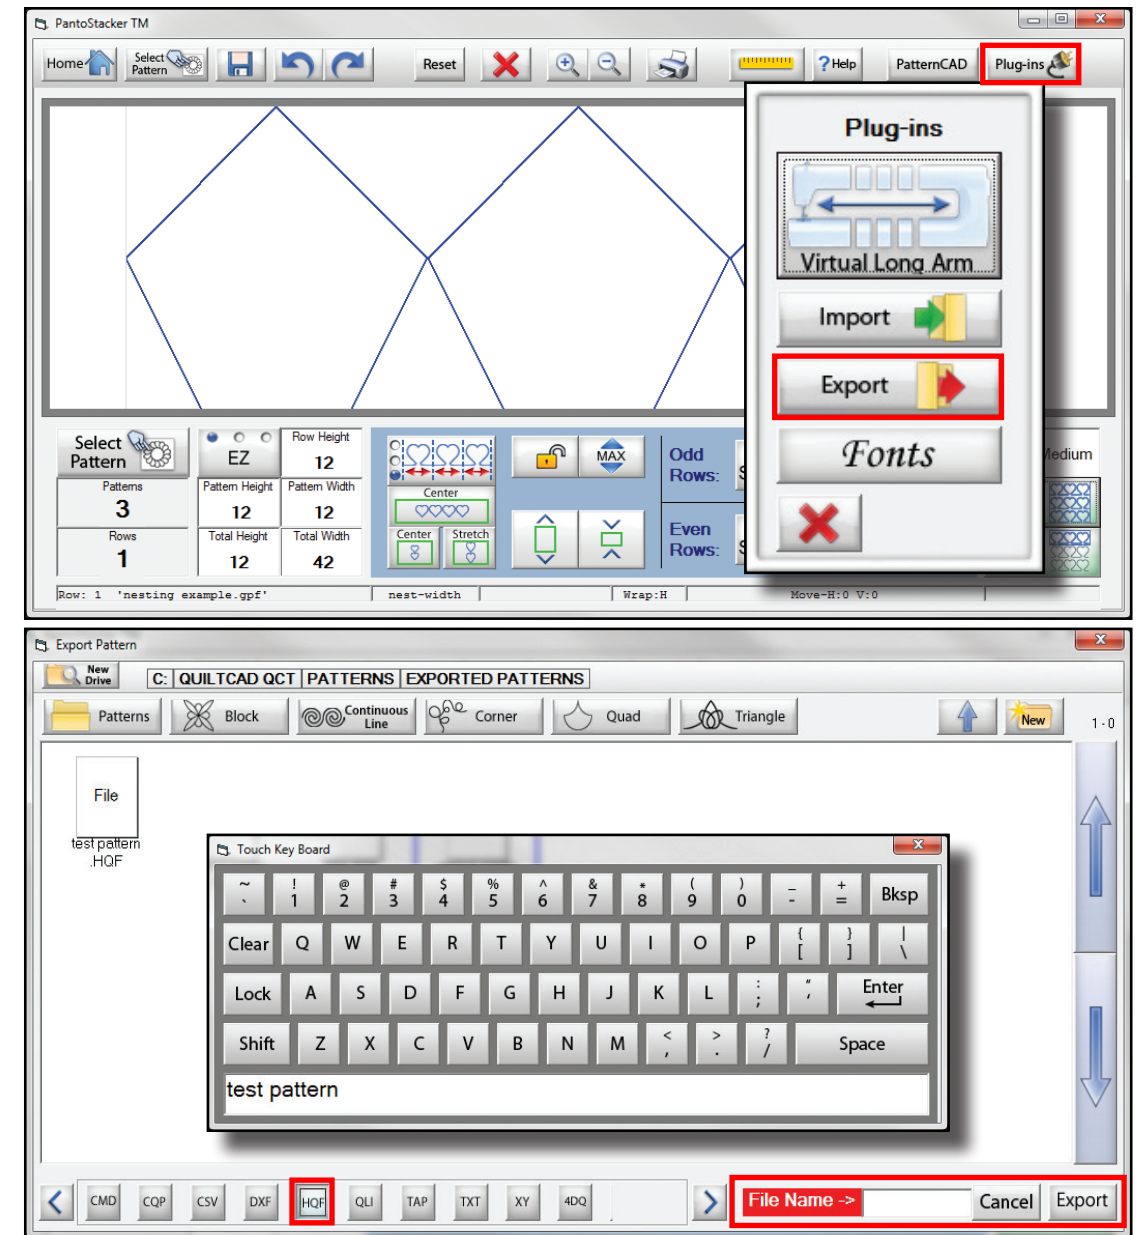 PantoStacker TM
Home
Select
Pattern
Reset
?Help
PatternCAD
Plug-ins
Plug-ins
Virtual Long Arm
Import
Export
Fonts
Select
Pattern
EZ
Row Height
12
Patterns
3
Pattern Height
12
Pattern Width
12
Rows
1
Total Height
12
Total Width
42
Center
Center
Stretch
MAX
Odd
Rows:
Even
Rows:
Row: 1 'nesting example.gpf'
nest-width
Wrap:H
Move-H:0 V:0
Export Pattern
New
Drive
C: QUILTCAD QCT PATTERNS EXPORTED PATTERNS
Patterns
Block
Continuous
Line
Corner
Quad
Triangle
New
1 - 0
File
test pattern
.HQF
Touch Key Board
~ ! @ # $ % ^ & * ( ) _ +
` 1 2 3 4 5 6 7 8 9 0 - = Bksp
Clear Q W E R T Y U I O P { [ } ] | \
Lock A S D F G H J K L : ; " ' Enter
Shift Z X C V B N M < , > . ? / Space
test pattern
CMD CQP CSV DXF HQF QLI TAP TXT XY 4DQ
File Name -> Cancel Export